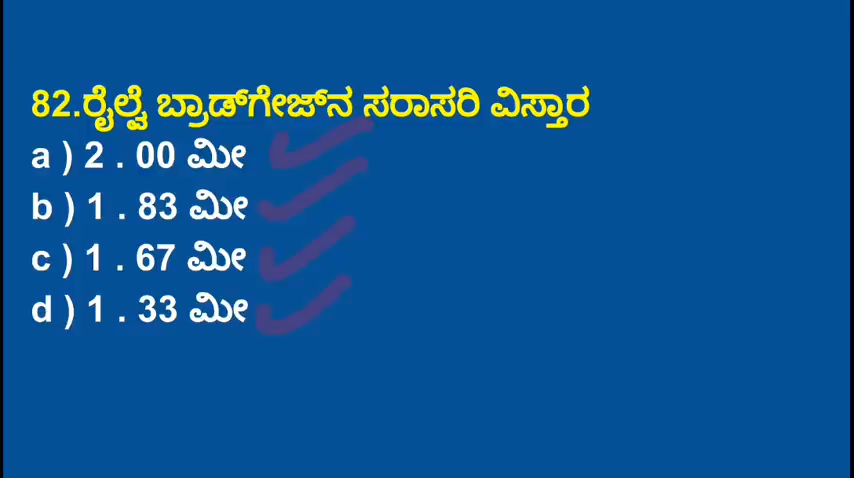 82.ರೈಲ್ವೆ ಬ್ರಾಡ್‌ಗೇಜ್‌ನ ಸರಾಸರಿ ವಿಸ್ತಾರ
a ) 2 . 00 ಮೀ
b ) 1 . 83 ಮೀ
c ) 1 . 67 ಮೀ
d ) 1 . 33 ಮೀ